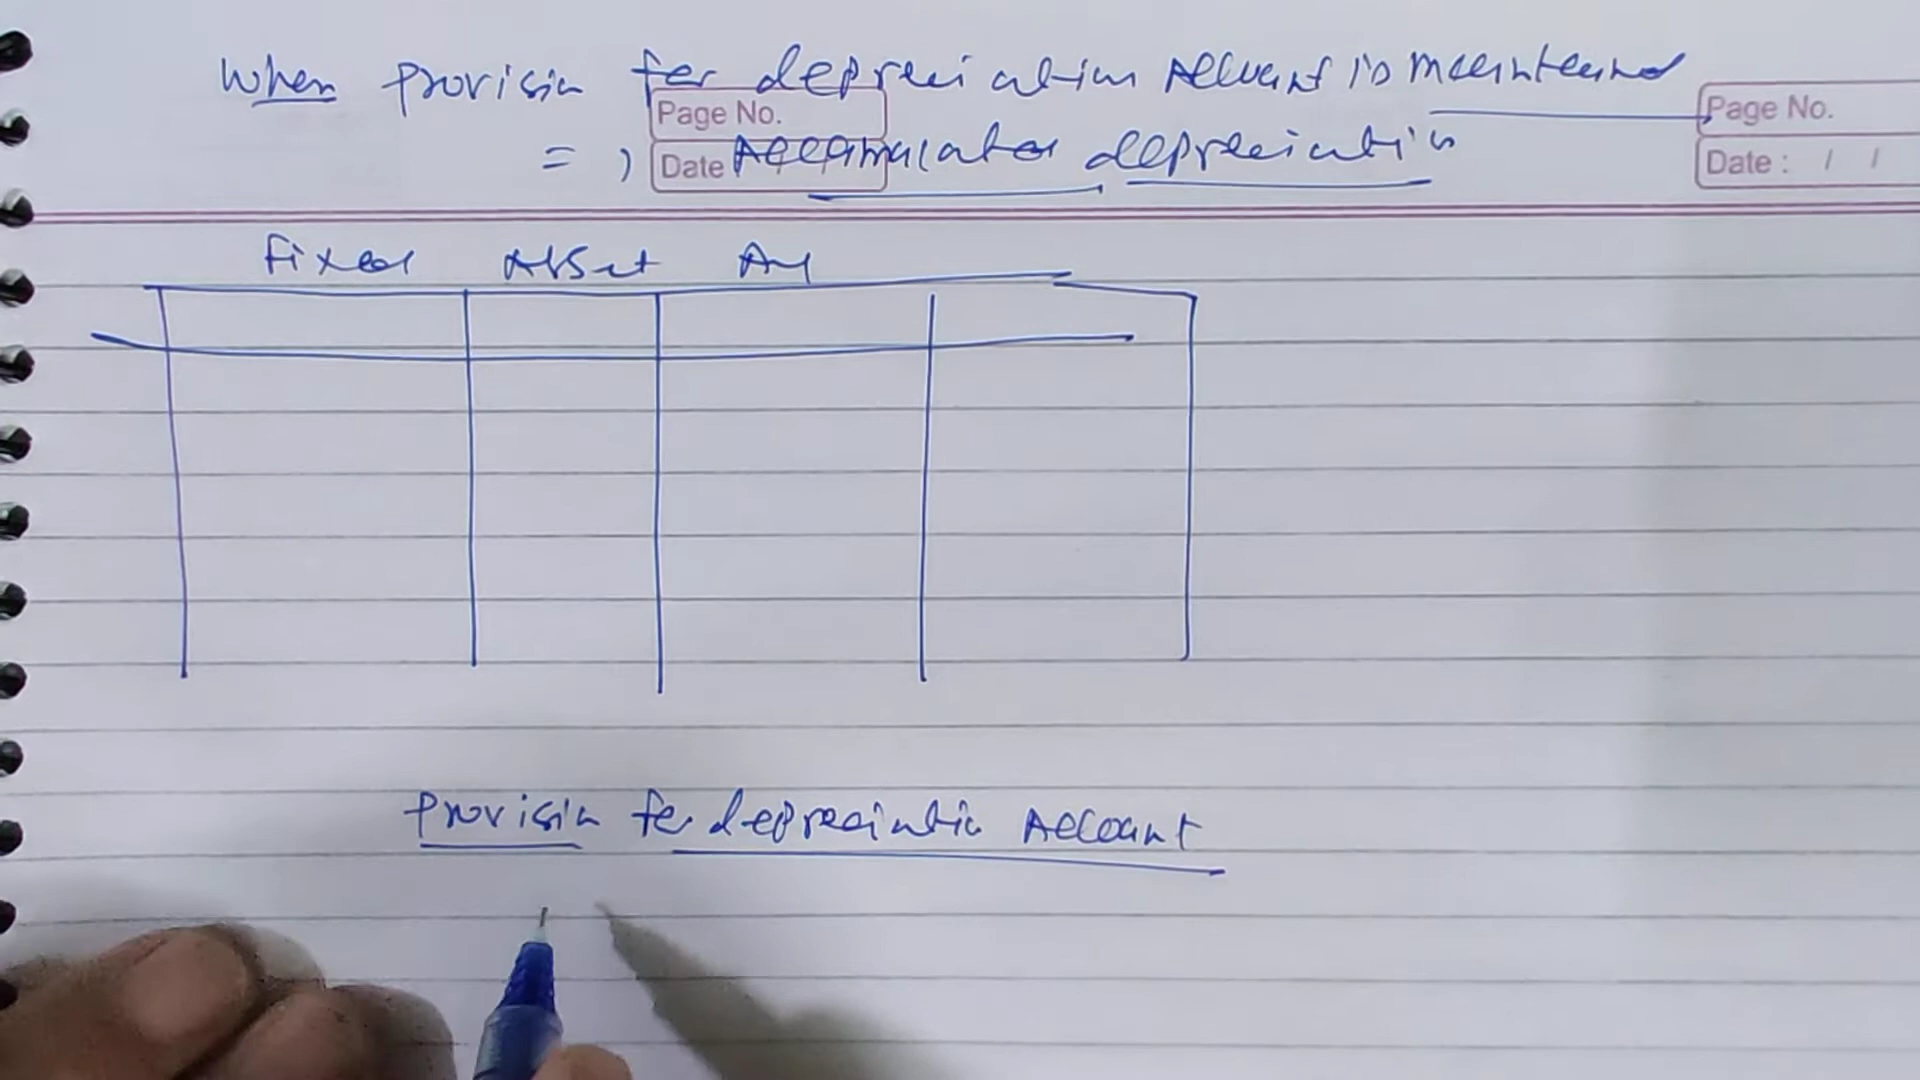 When provision for depreciation Account is maintained
Page No.
Page No.
= ) Accumulated depreciation
Date
Date : / /
Fixed Asset A/c
Provision for depreciation Account